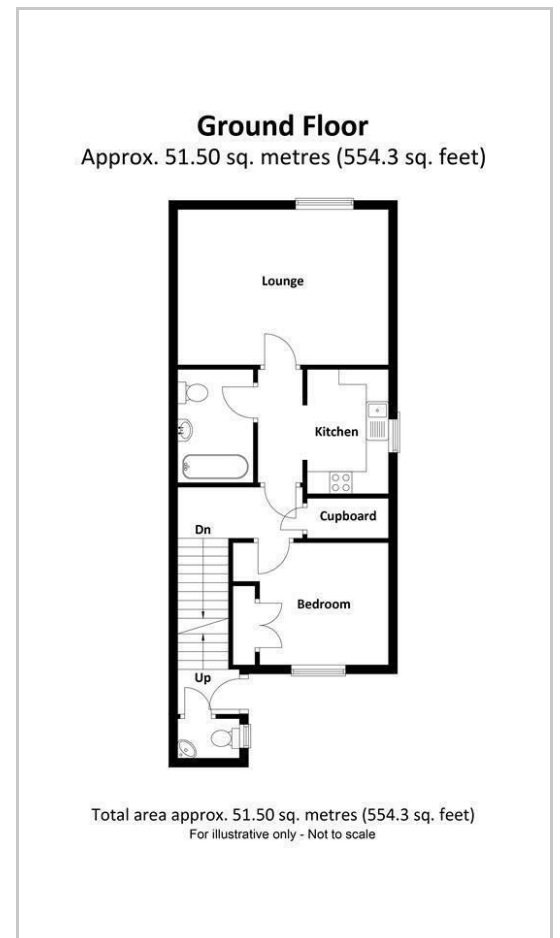 Ground Floor
Approx. 51.50 sq. metres (554.3 sq. feet)
Lounge
Kitchen
Cupboard
Dn
Bedroom
Up
Total area approx. 51.50 sq. metres (554.3 sq. feet)
For illustrative only - Not to scale